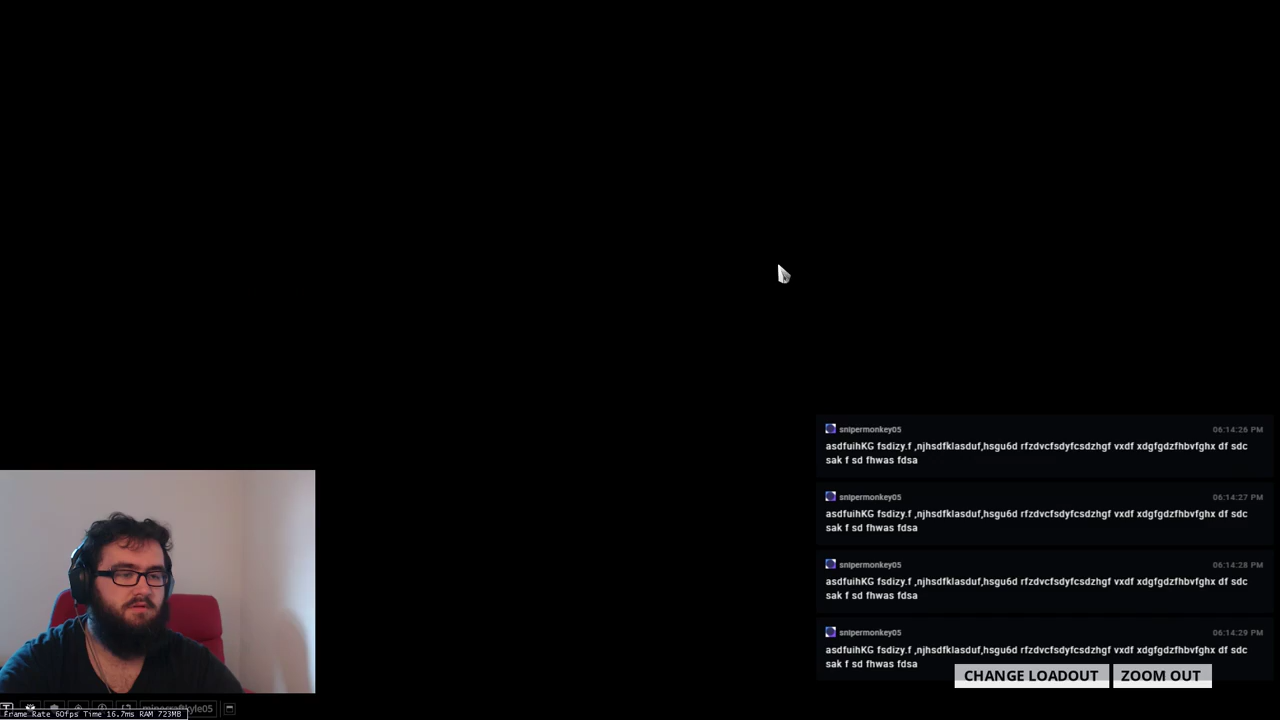 snipermonkey05 06:14:26 PM
asdfuihKG fsdizy.f ,njhsdfklasduf,hsgu6d rfzdvcfsdyfcsdzhgf vxdf xdgfgdzfhbvfghx df sdc
sak f sd fhwas fdsa
snipermonkey05 06:14:27 PM
asdfuihKG fsdizy.f ,njhsdfklasduf,hsgu6d rfzdvcfsdyfcsdzhgf vxdf xdgfgdzfhbvfghx df sdc
sak f sd fhwas fdsa
snipermonkey05 06:14:28 PM
asdfuihKG fsdizy.f ,njhsdfklasduf,hsgu6d rfzdvcfsdyfcsdzhgf vxdf xdgfgdzfhbvfghx df sdc
sak f sd fhwas fdsa
snipermonkey05 06:14:29 PM
asdfuihKG fsdizy.f ,njhsdfklasduf,hsgu6d rfzdvcfsdyfcsdzhgf vxdf xdgfgdzfhbvfghx df sdc
sak f sd fhwas fdsa
CHANGE LOADOUT ZOOM OUT
Frame Rate 60fps Time 16.7ms RAM 723MB